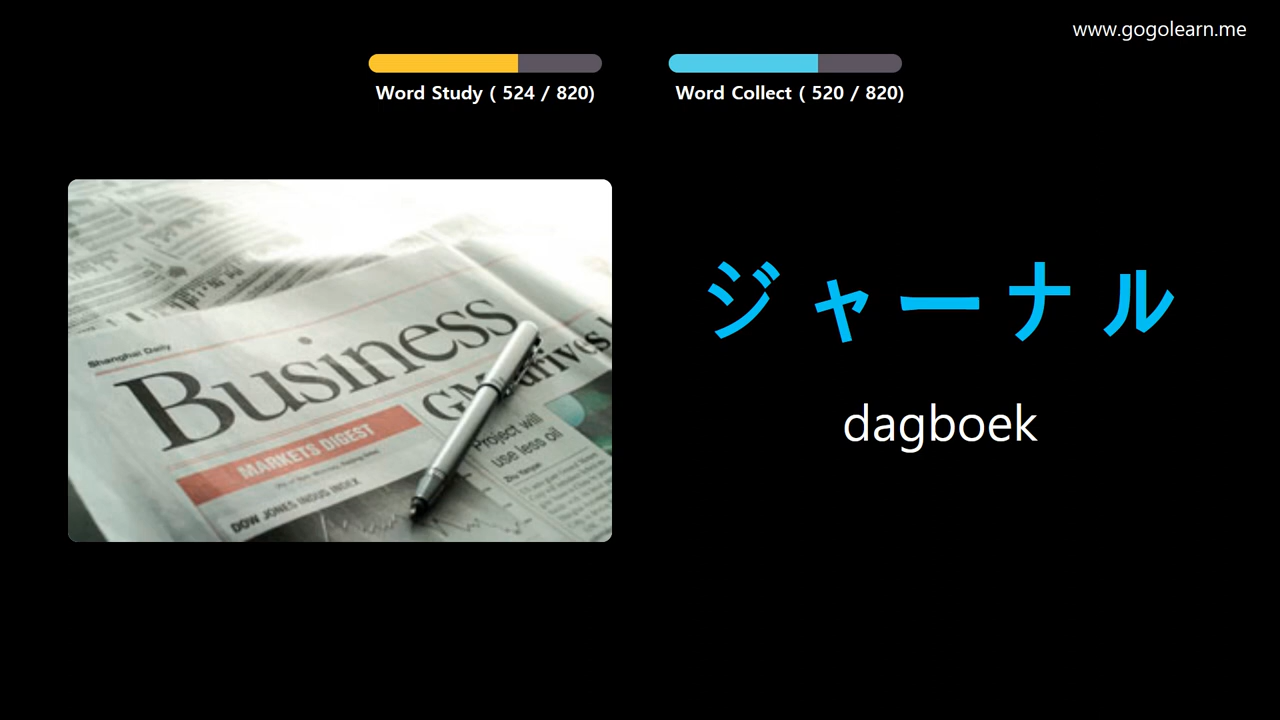 www.gogolearn.me
Word Study ( 524 / 820)
Word Collect ( 520 / 820)
Shanghai Daily
Business
GM
MARKETS DIGEST
DOW JONES INDUS INDEX
Project will
use less oil
ジャーナル
dagboek